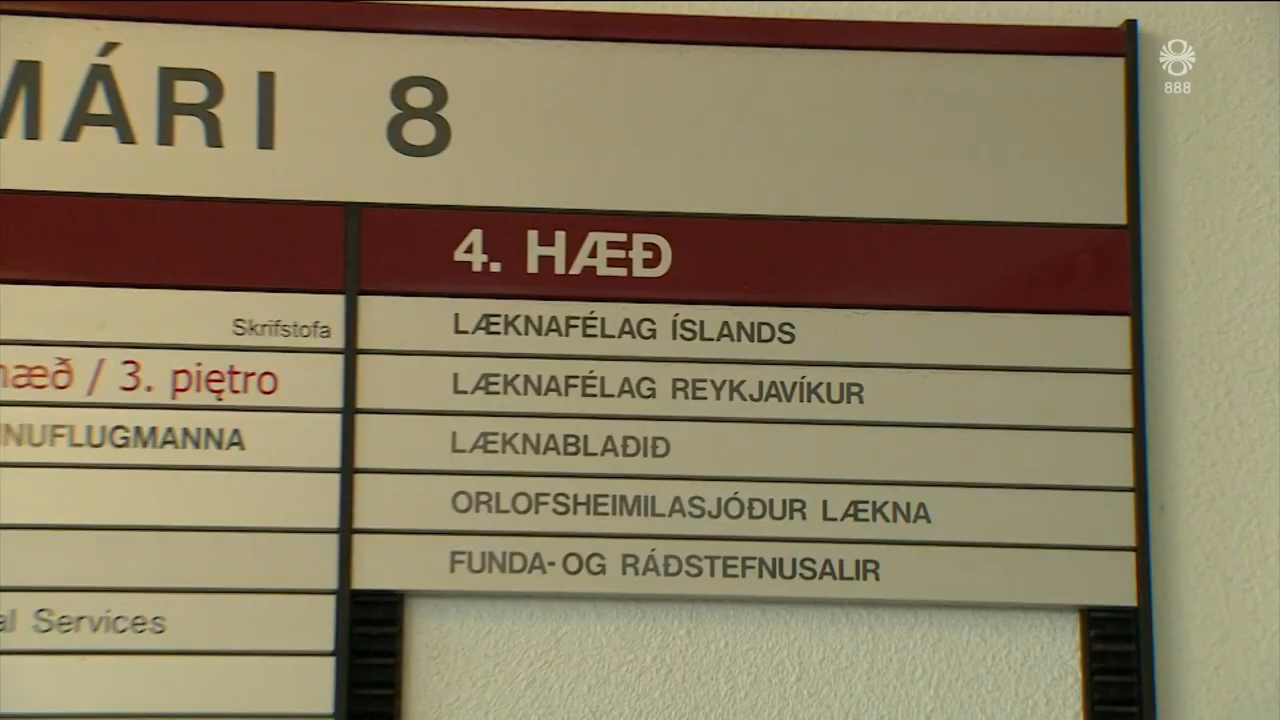 MÁRI 8
4. HÆÐ
Skrifstofa
hæð / 3. piętro
NUFLUGMANNA
al Services
LÆKNAFÉLAG ÍSLANDS
LÆKNAFÉLAG REYKJAVÍKUR
LÆKNABLAÐIÐ
ORLOFSHEIMILASJÓÐUR LÆKNA
FUNDA- OG RÁÐSTEFNUSALIR
888